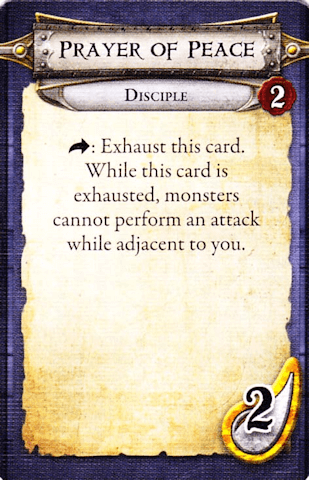 Prayer of Peace
Disciple
2
: Exhaust this card.
While this card is
exhausted, monsters
cannot perform an attack
while adjacent to you.
2